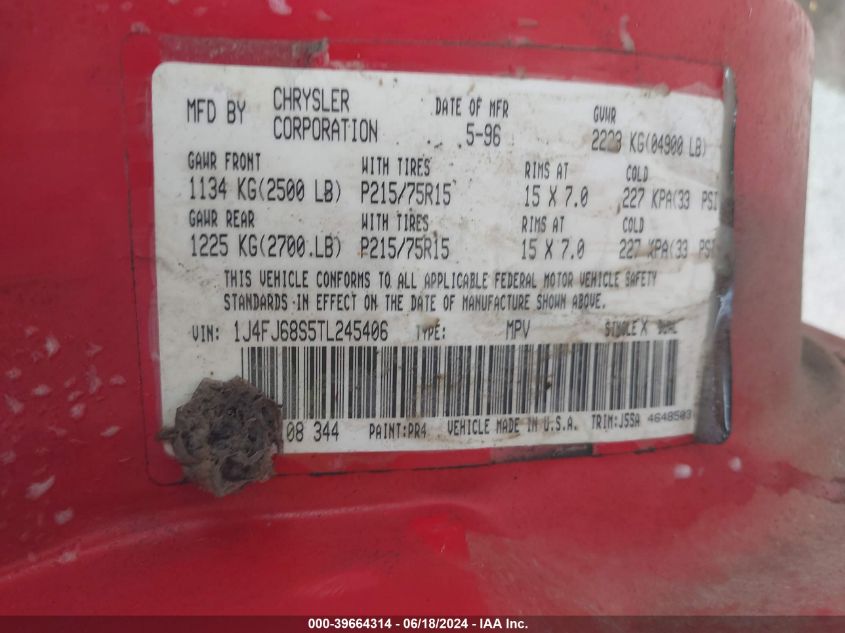 MFD BY CHRYSLER CORPORATION DATE OF MFR 5-96 GVWR 2223 KG(04900 LB)
GAWR FRONT WITH TIRES RIMS AT COLD
1134 KG(2500 LB) P215/75R15 15 X 7.0 227 KPA(33 PSI
GAWR REAR WITH TIRES RIMS AT COLD
1225 KG(2700.LB) P215/75R15 15 X 7.0 227 KPA(33 PSI
THIS VEHICLE CONFORMS TO ALL APPLICABLE FEDERAL MOTOR VEHICLE SAFETY
STANDARDS IN EFFECT ON THE DATE OF MANUFACTURE SHOWN ABOVE.
VIN: 1J4FJ68S5TL245406 TYPE: MPV SINGLE X DUAL
08 344 PAINT:PR4 VEHICLE MADE IN U.S.A. TRIM:J5SA 4648503
000-39664314 - 06/18/2024 - IAA Inc.